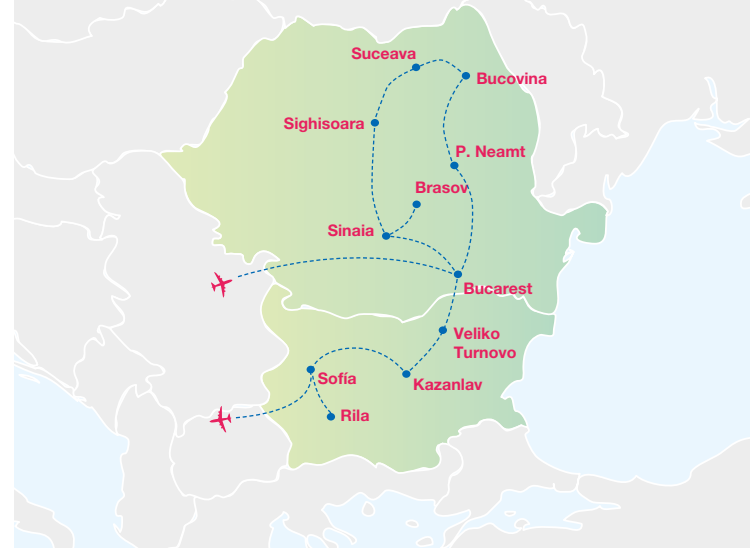 Suceava
Bucovina
Sighisoara
P. Neamt
Brasov
Sinaia
Bucarest
Veliko
Turnovo
Sofía
Kazanlav
Rila